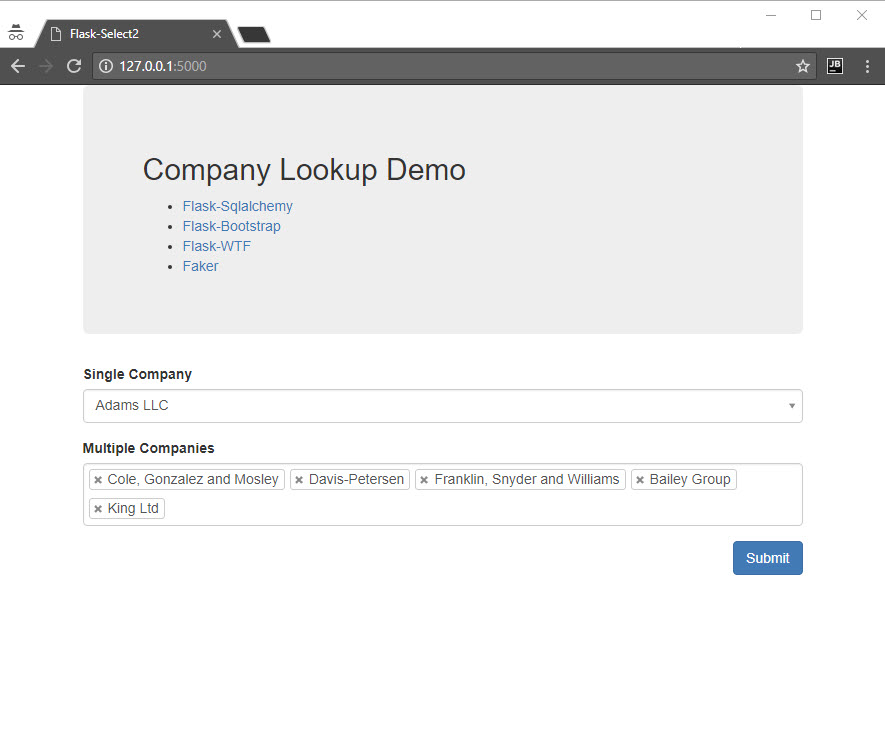 Flask-Select2
127.0.0.1:5000
JB
Company Lookup Demo
Flask-Sqlalchemy
Flask-Bootstrap
Flask-WTF
Faker
Single Company
Adams LLC
Multiple Companies
× Cole, Gonzalez and Mosley × Davis-Petersen × Franklin, Snyder and Williams × Bailey Group
× King Ltd
Submit